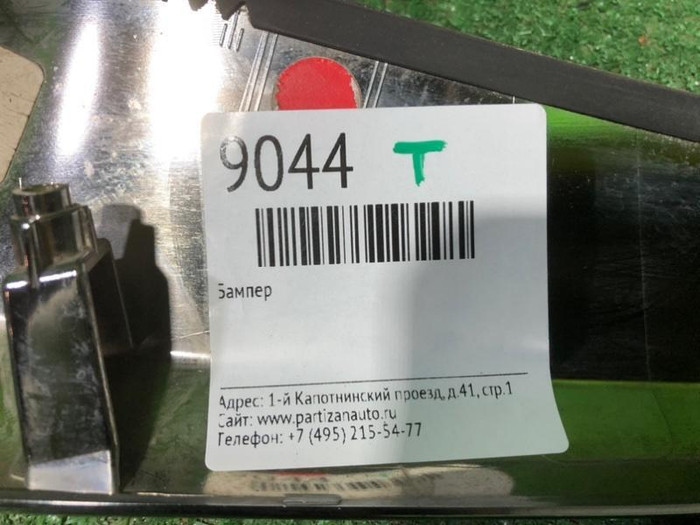 9044 T
Бампер
Адрес: 1-й Капотнинский проезд, д.41, стр.1
Сайт: www.partizanauto.ru
Телефон: +7 (495) 215-54-77